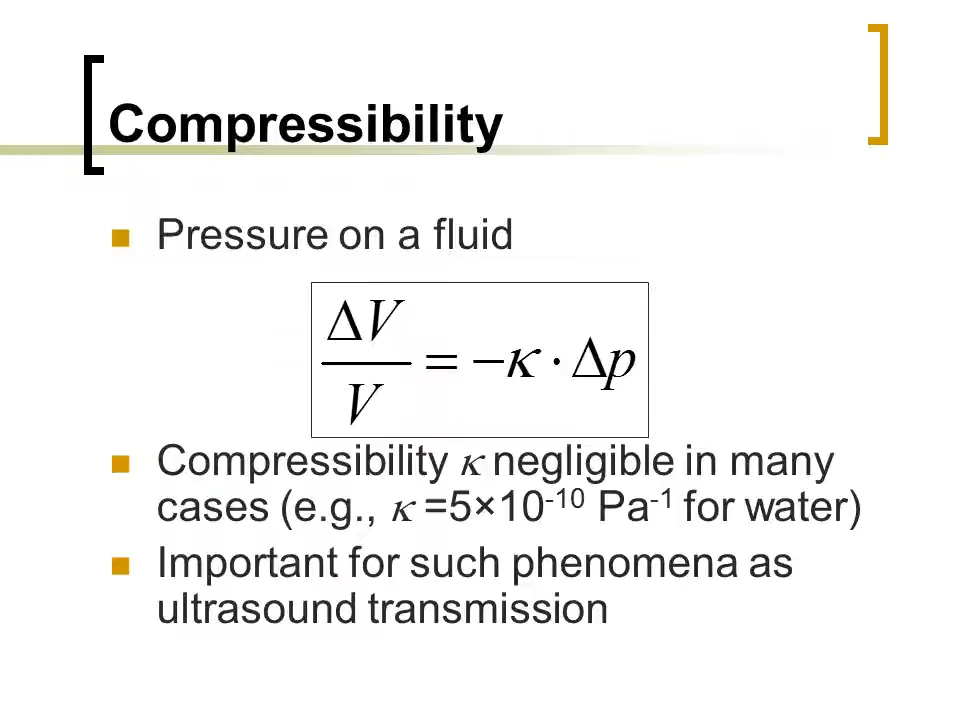 Compressibility
Pressure on a fluid
ΔV/V = −κ · Δp
Compressibility κ negligible in many
cases (e.g., κ =5×10⁻¹⁰ Pa⁻¹ for water)
Important for such phenomena as
ultrasound transmission